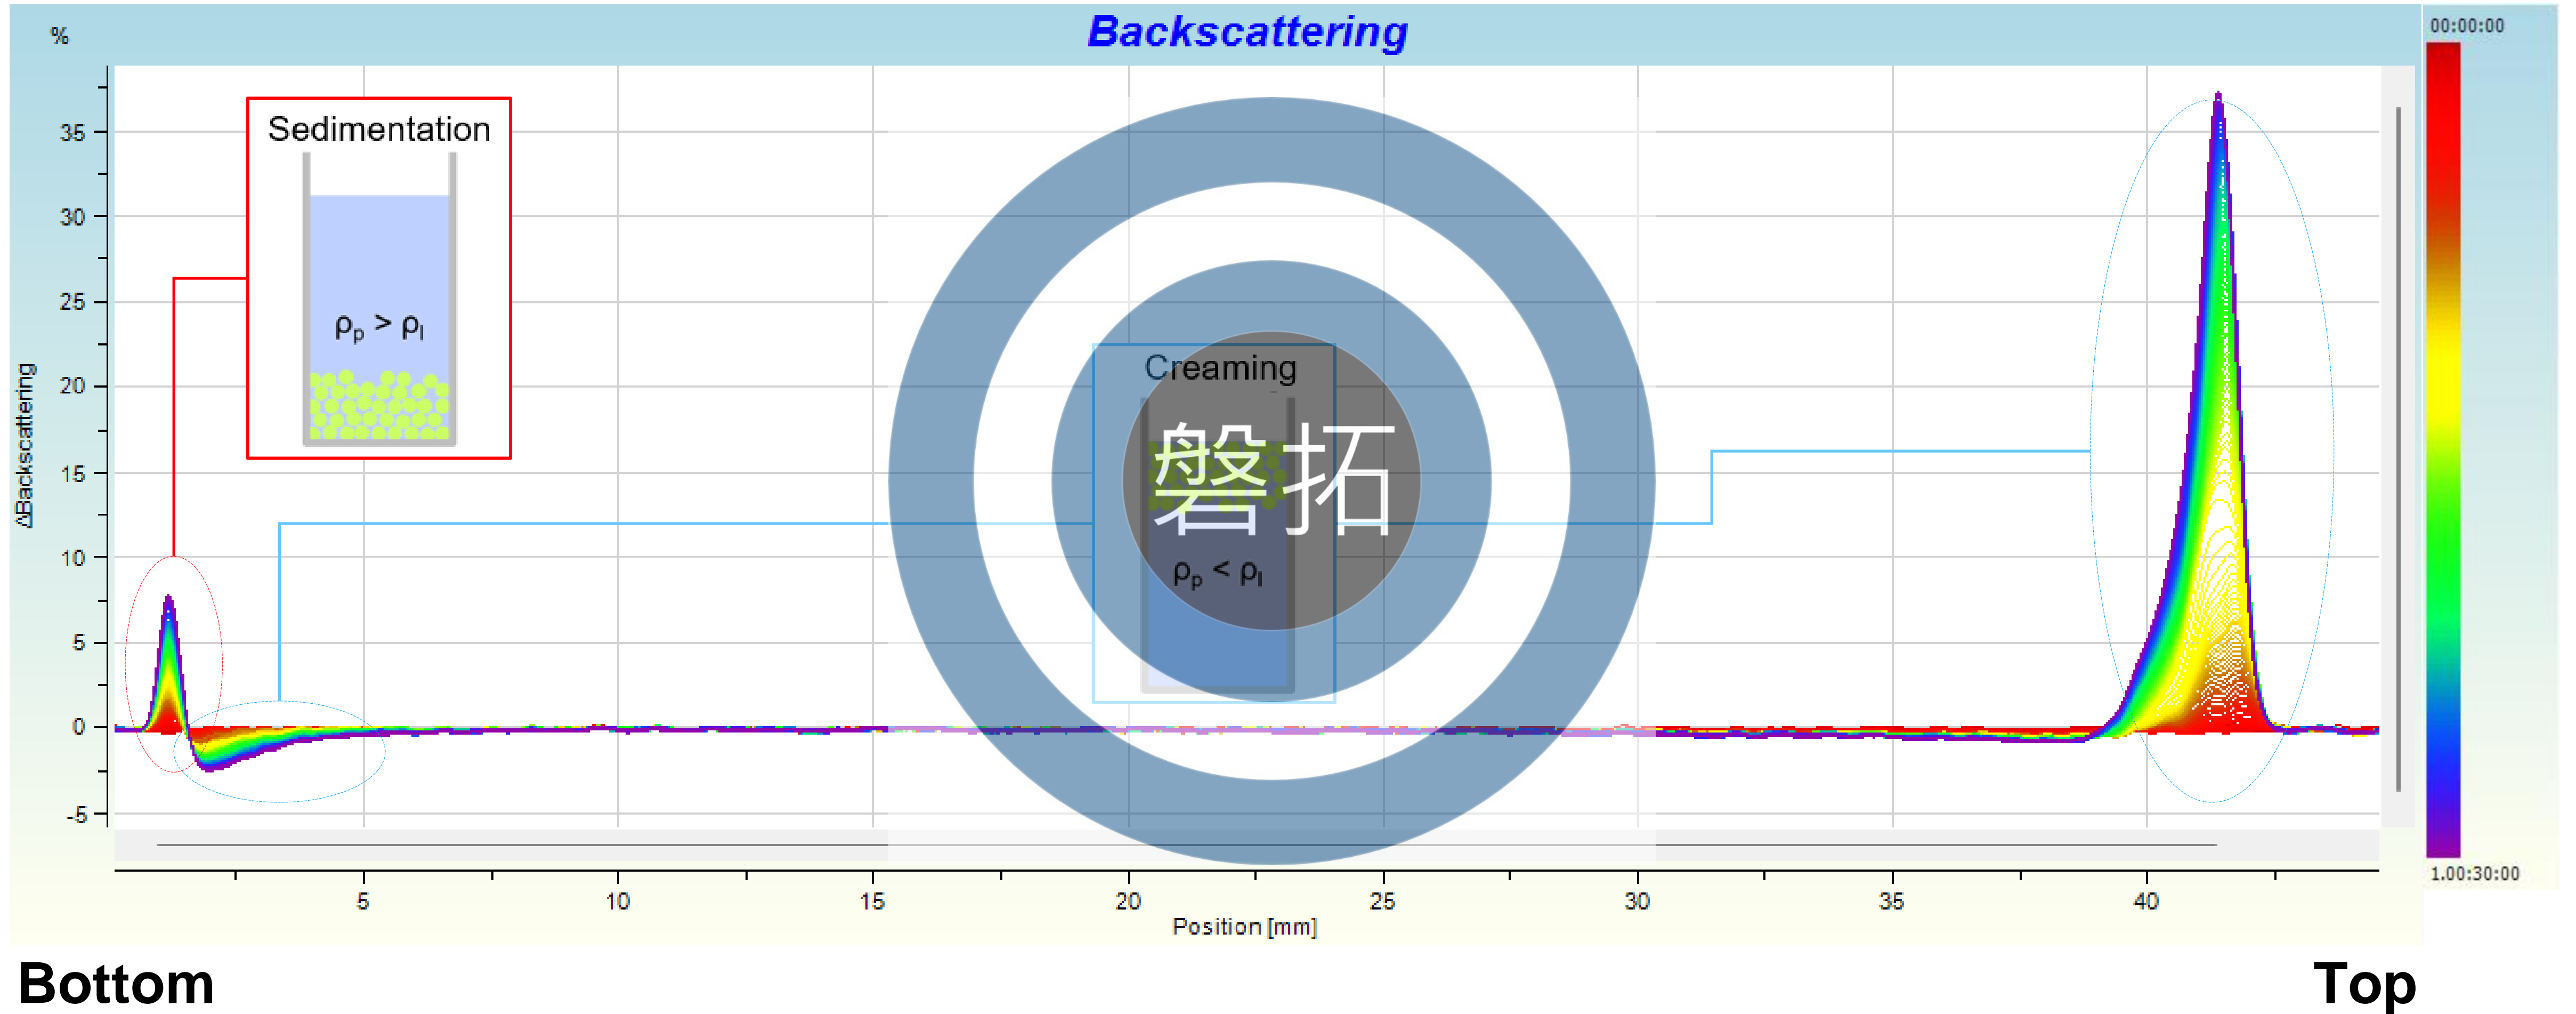 Backscattering
%
00:00:00
Sedimentation
ρp > ρl
Creaming
磐拓
ρp < ρl
ΔBackscattering
35
30
25
20
15
10
5
0
-5
5
10
15
20
25
30
35
40
Position [mm]
1.00:30:00
Bottom
Top